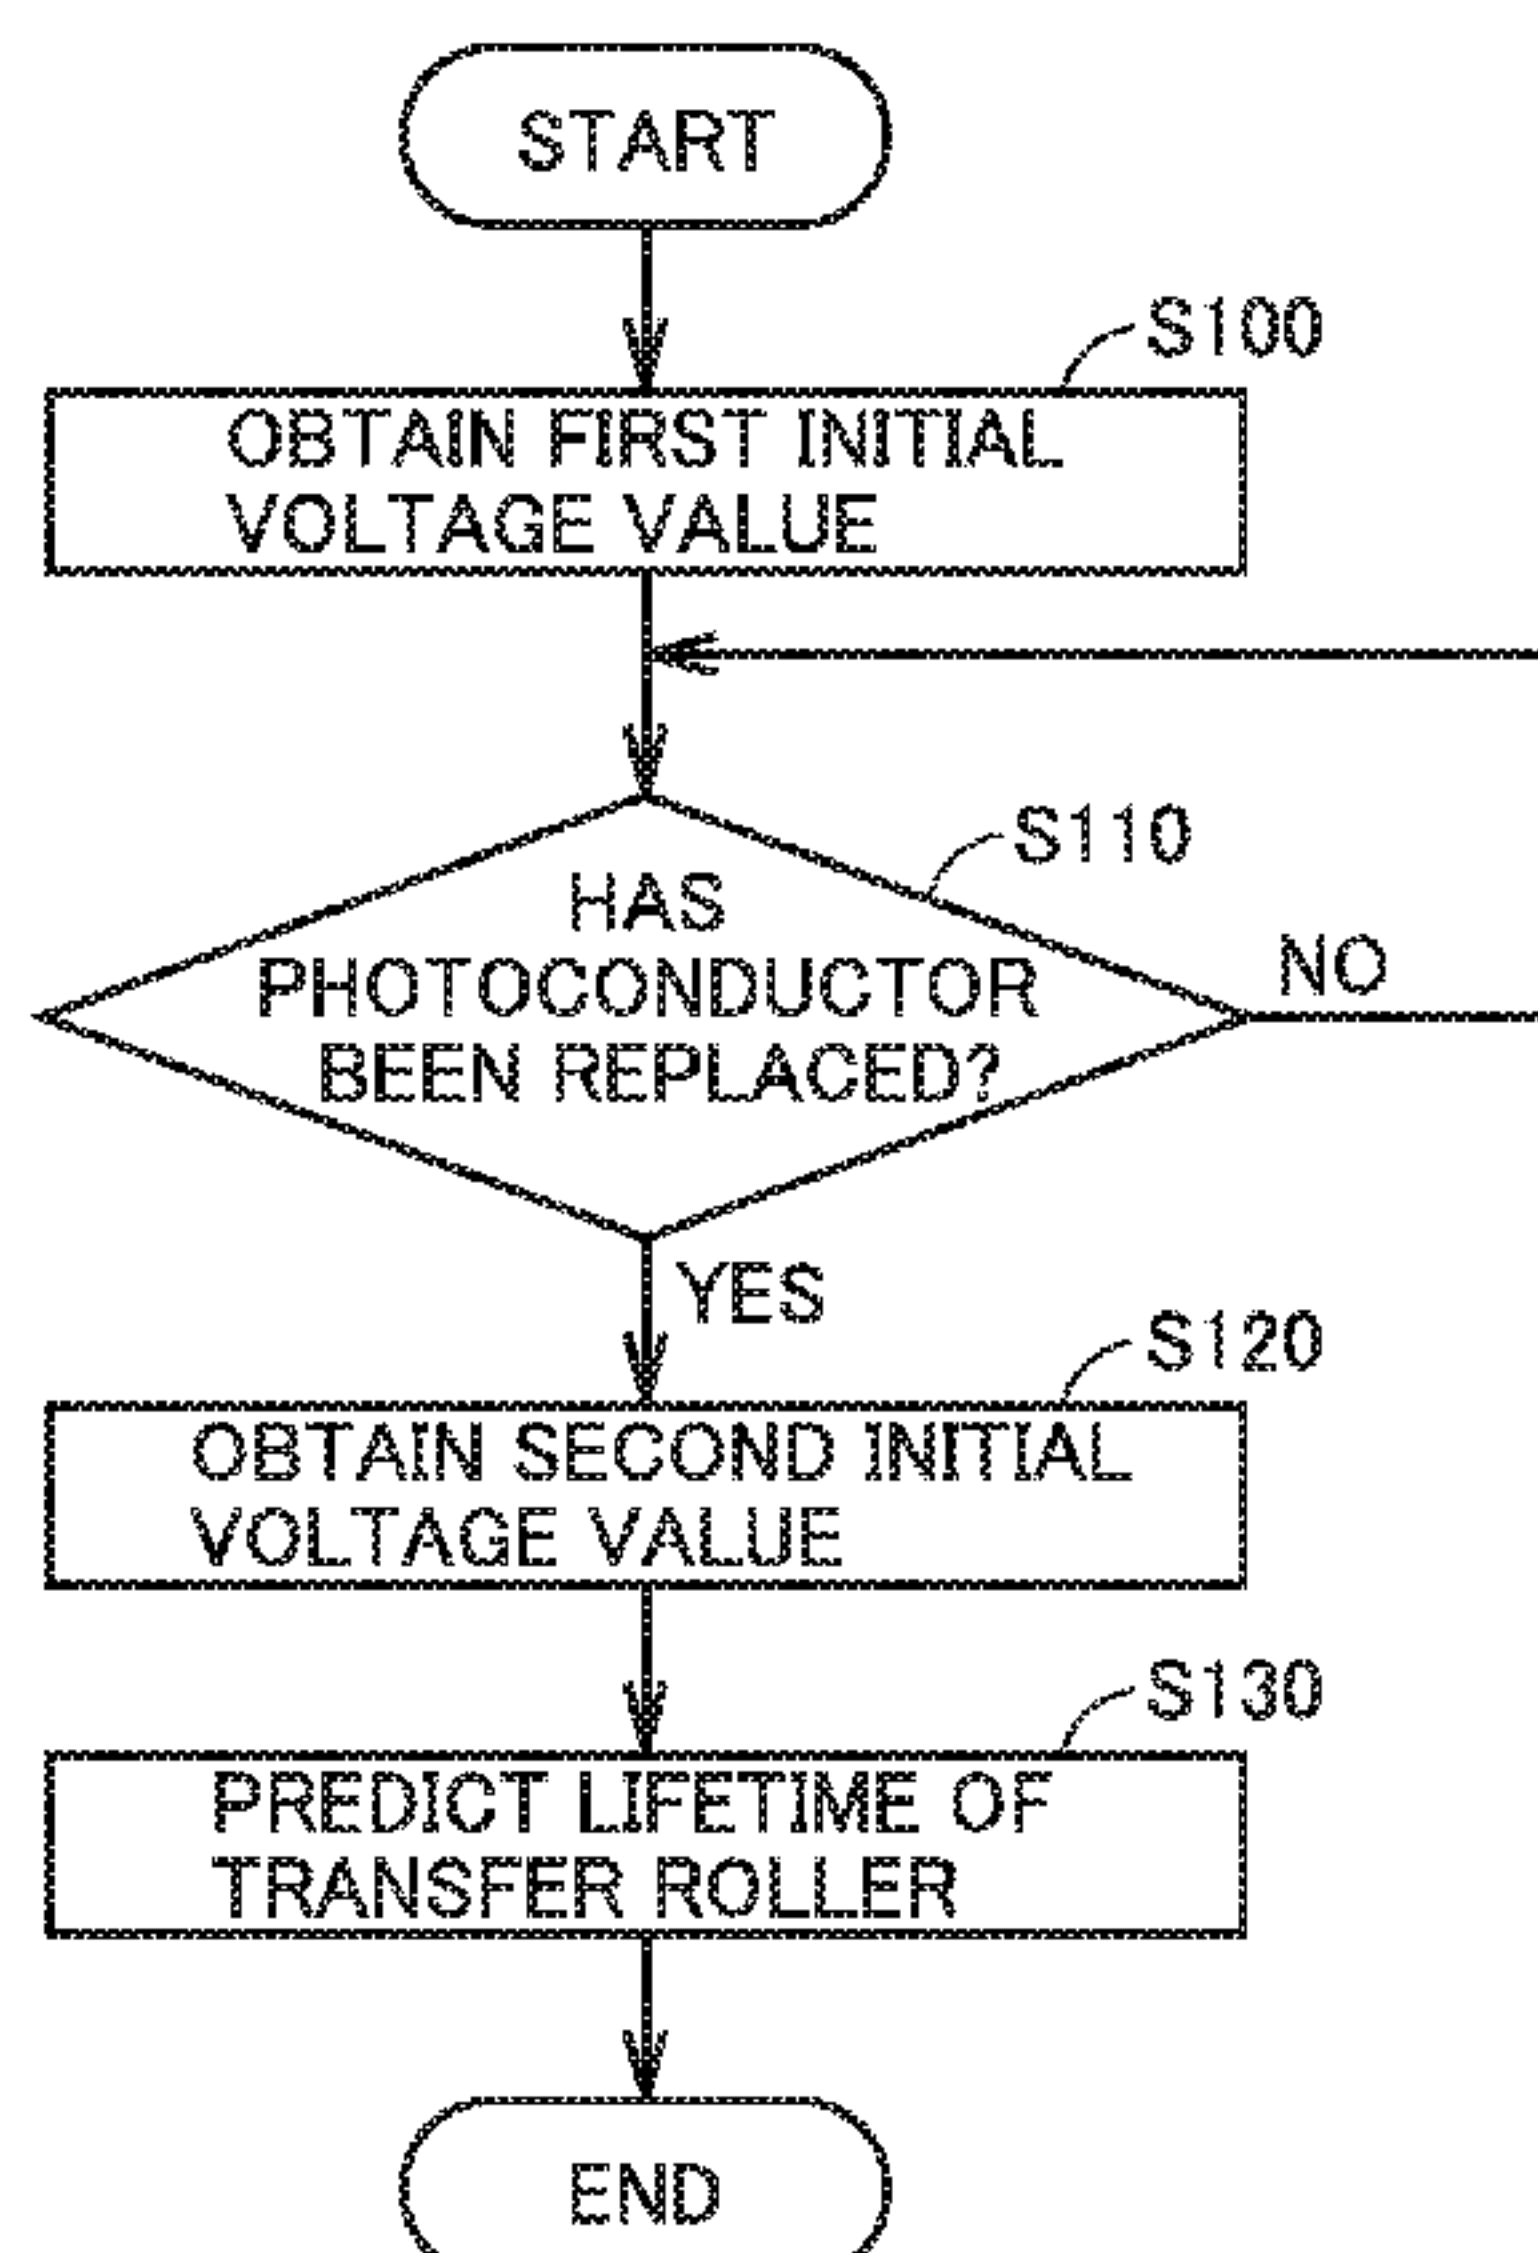 START
S100
OBTAIN FIRST INITIAL
VOLTAGE VALUE
S110
HAS
PHOTOCONDUCTOR
BEEN REPLACED?
NO
YES
S120
OBTAIN SECOND INITIAL
VOLTAGE VALUE
S130
PREDICT LIFETIME OF
TRANSFER ROLLER
END